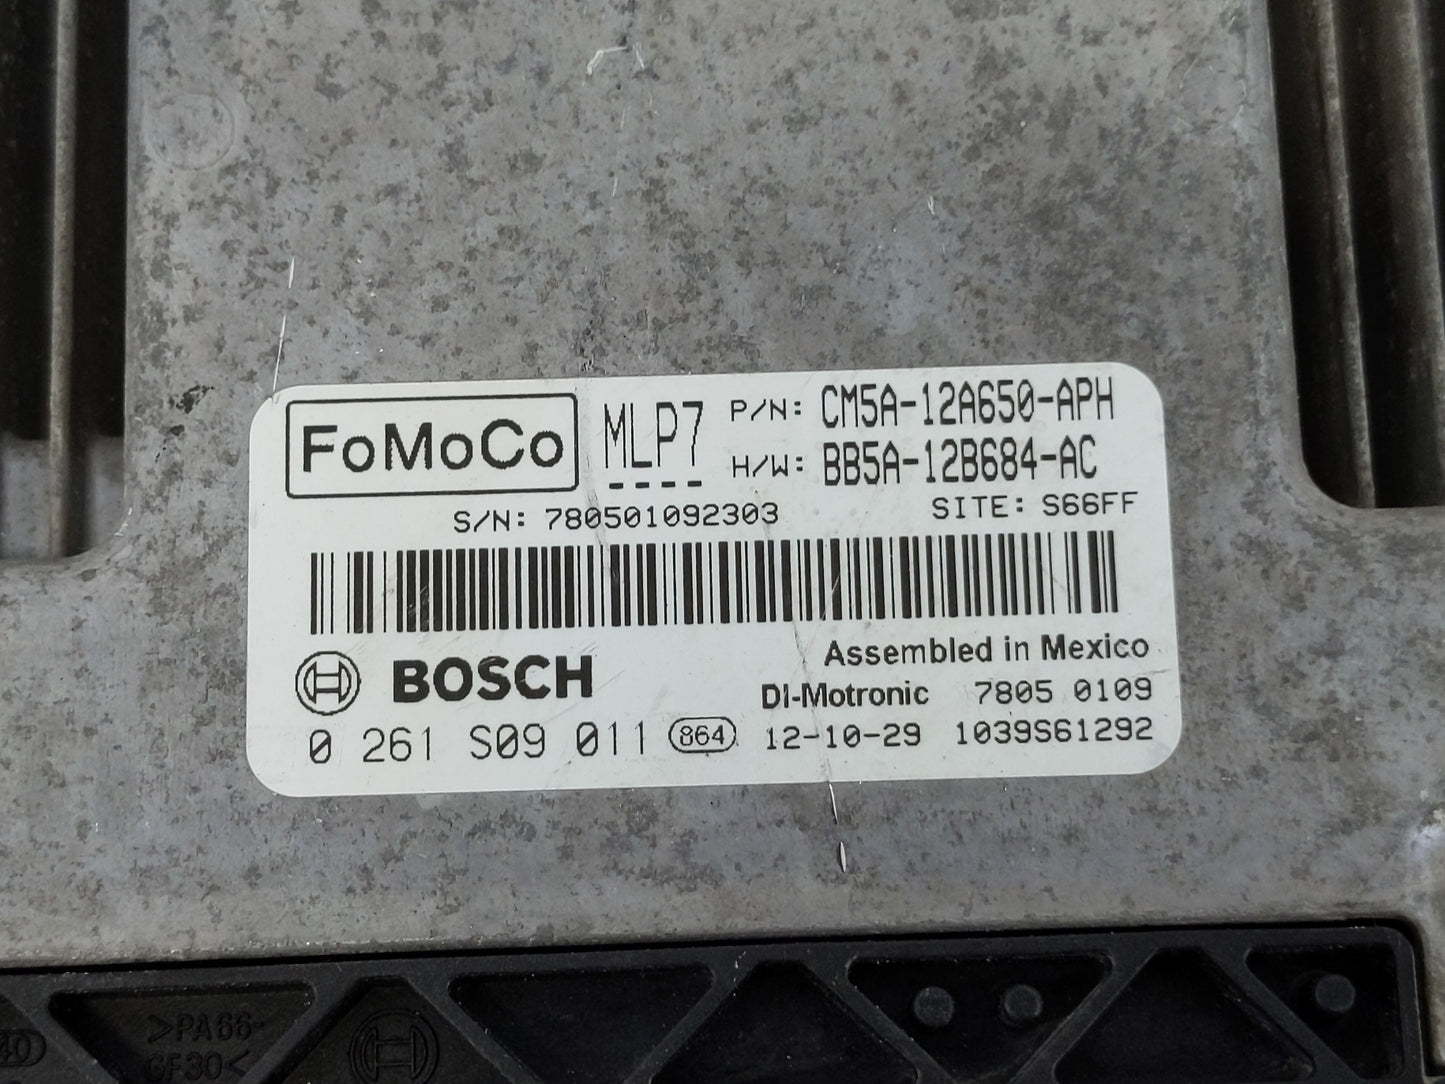 FoMoCo MLP7 P/N: CM5A-12A650-APH
H/W: BB5A-12B684-AC
S/N: 780501092303 SITE: S66FF
Assembled in Mexico
BOSCH DI-Motronic 7805 0109
0 261 S09 011 864 12-10-29 1039S61292
>PA66-
GF30<
40